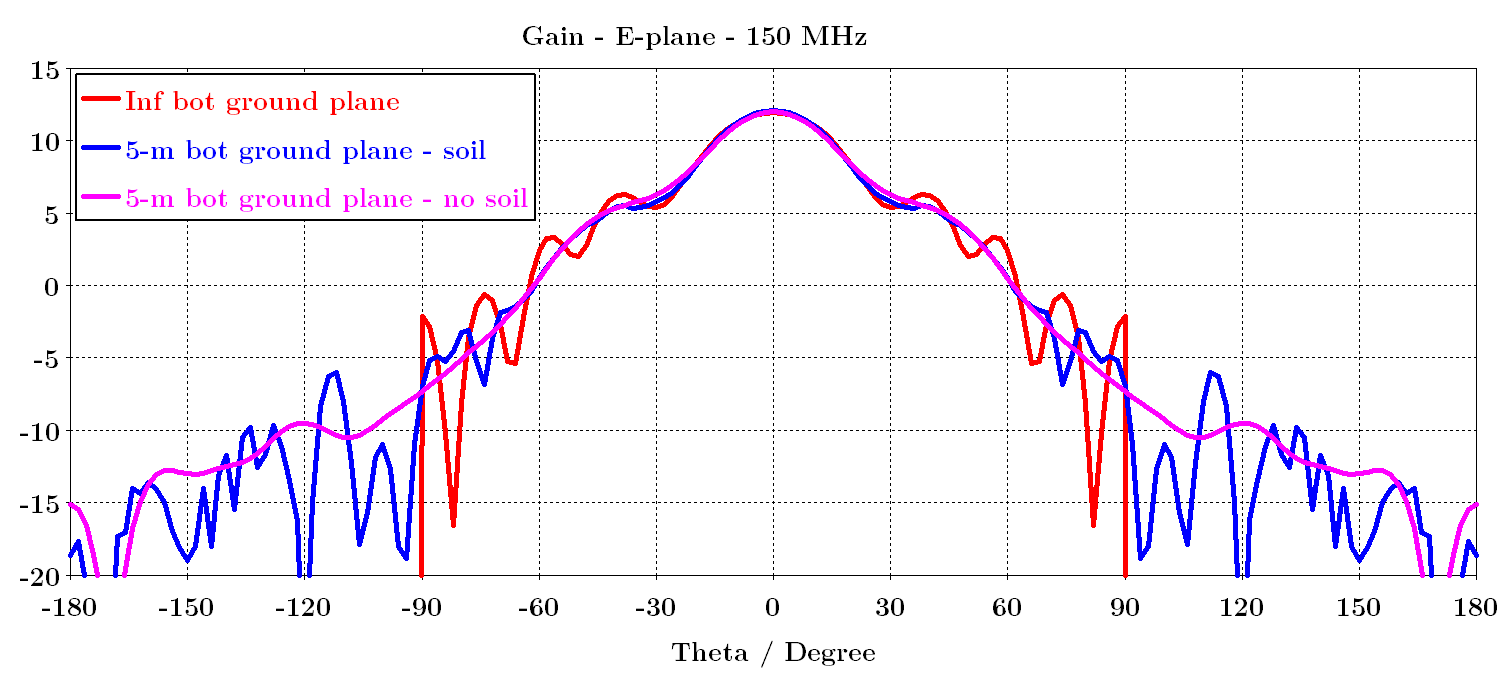 Gain - E-plane - 150 MHz
15
10
5
0
-5
-10
-15
-20
Inf bot ground plane
5-m bot ground plane - soil
5-m bot ground plane - no soil
-180 -150 -120 -90 -60 -30 0 30 60 90 120 150 180
Theta / Degree